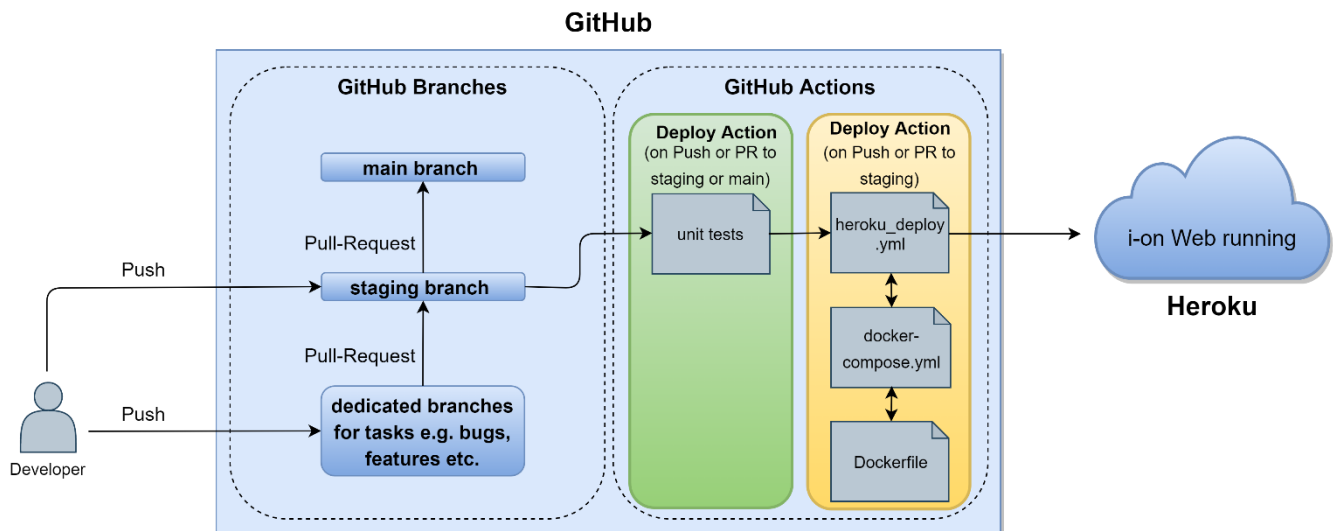 GitHub
GitHub Branches
main branch
Pull-Request
staging branch
Pull-Request
dedicated branches
for tasks e.g. bugs,
features etc.
Push
Push
Developer
GitHub Actions
Deploy Action
(on Push or PR to
staging or main)
unit tests
Deploy Action
(on Push or PR to
staging)
heroku_deploy
.yml
docker-
compose.yml
Dockerfile
i-on Web running
Heroku